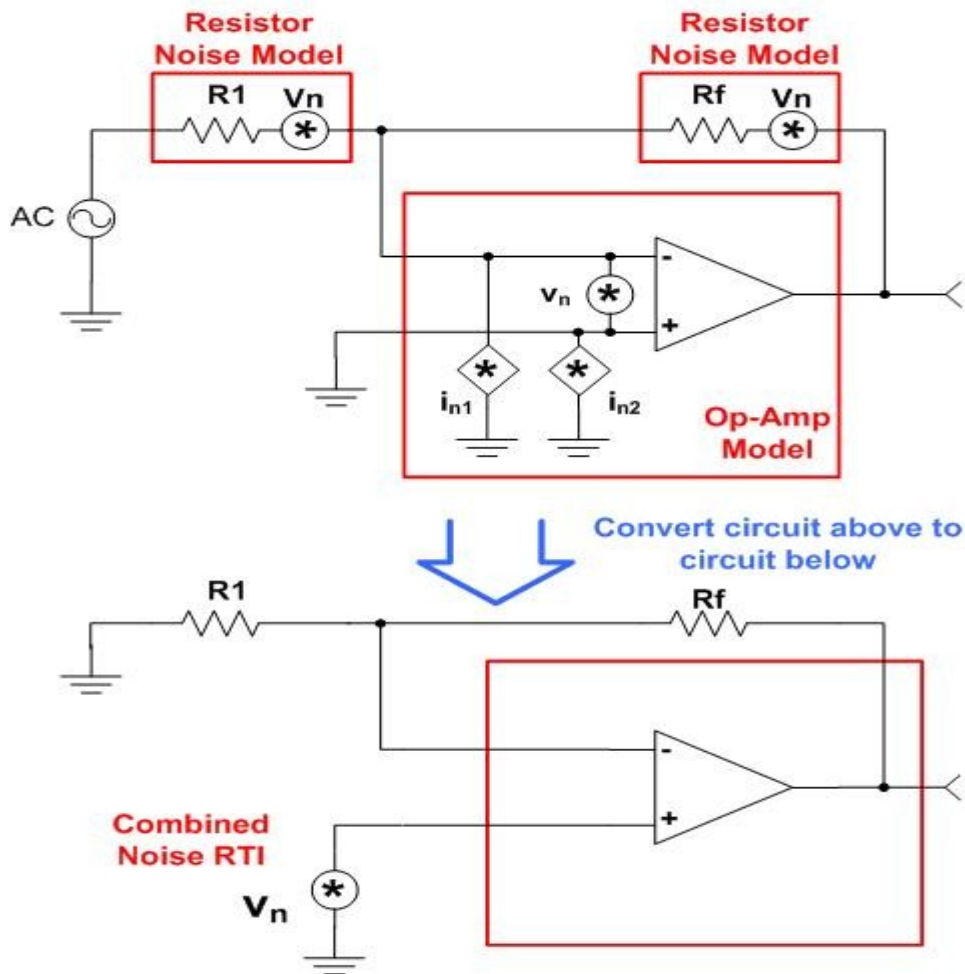 Resistor
Noise Model
Resistor
Noise Model
R1
Vn
Rf
Vn
AC
-
vn
+
in1
in2
Op-Amp
Model
Convert circuit above to
circuit below
R1
Rf
-
+
Combined
Noise RTI
vn